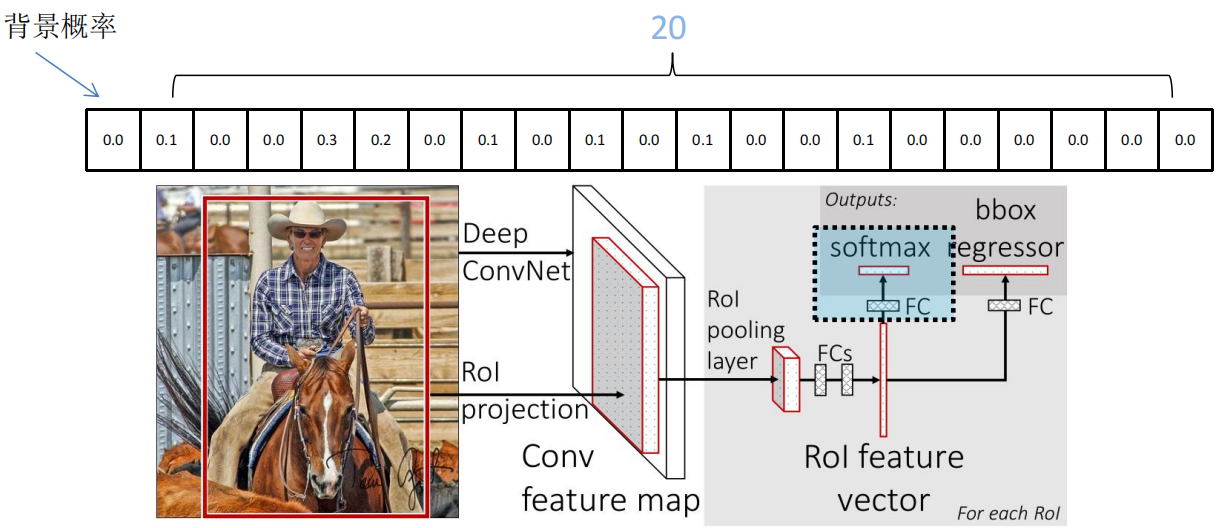 背景概率
20
0.0 0.1 0.0 0.0 0.3 0.2 0.0 0.1 0.0 0.1 0.0 0.1 0.0 0.0 0.1 0.0 0.0 0.0 0.0 0.0 0.0
Deep
ConvNet
RoI
projection
Conv
feature map
RoI
pooling
layer
FCs
Outputs:
softmax
bbox
regressor
FC
FC
RoI feature
vector
For each RoI